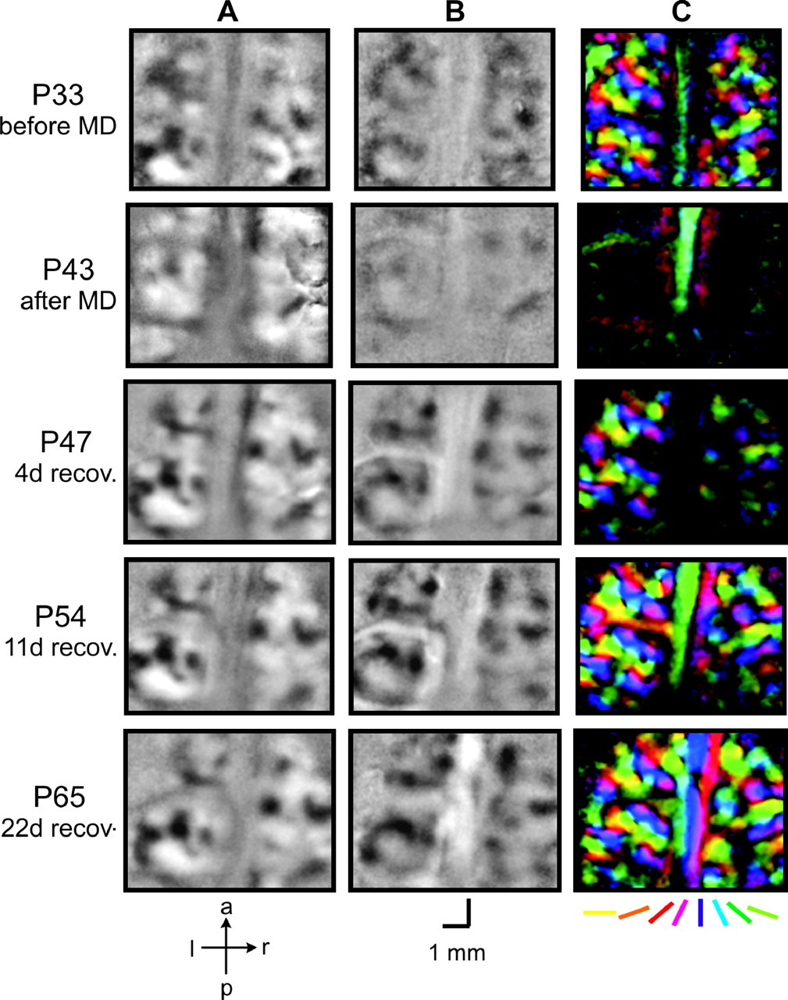 A B C
P33
before MD
P43
after MD
P47
4d recov.
P54
11d recov.
P65
22d recov.
a
l r
p
1 mm